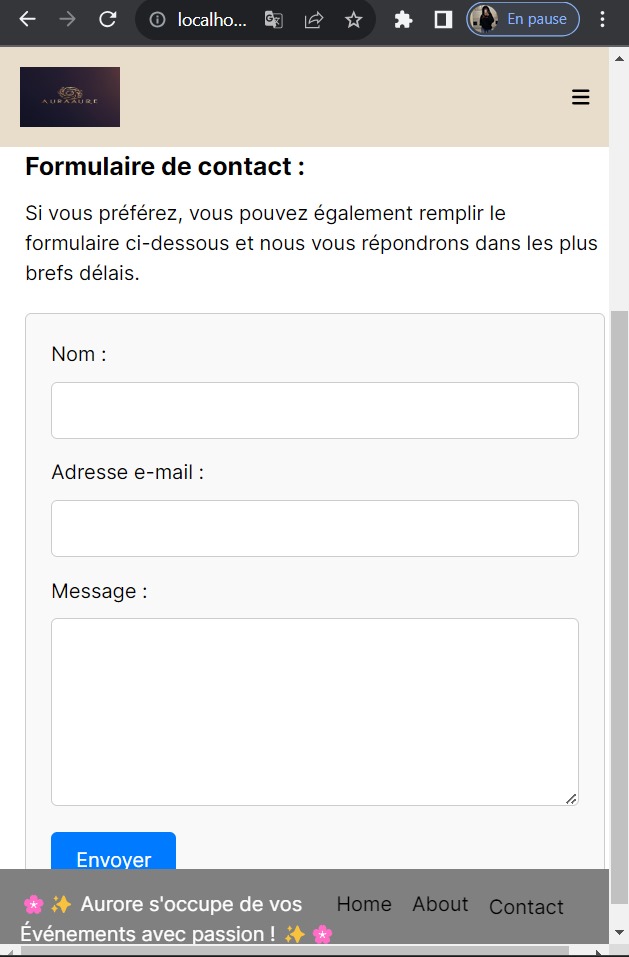 localho...
En pause
AURAAURE
Formulaire de contact :
Si vous préférez, vous pouvez également remplir le
formulaire ci-dessous et nous vous répondrons dans les plus
brefs délais.
Nom :
Adresse e-mail :
Message :
Envoyer
🌸✨ Aurore s'occupe de vos Home About Contact
Événements avec passion ! ✨🌸